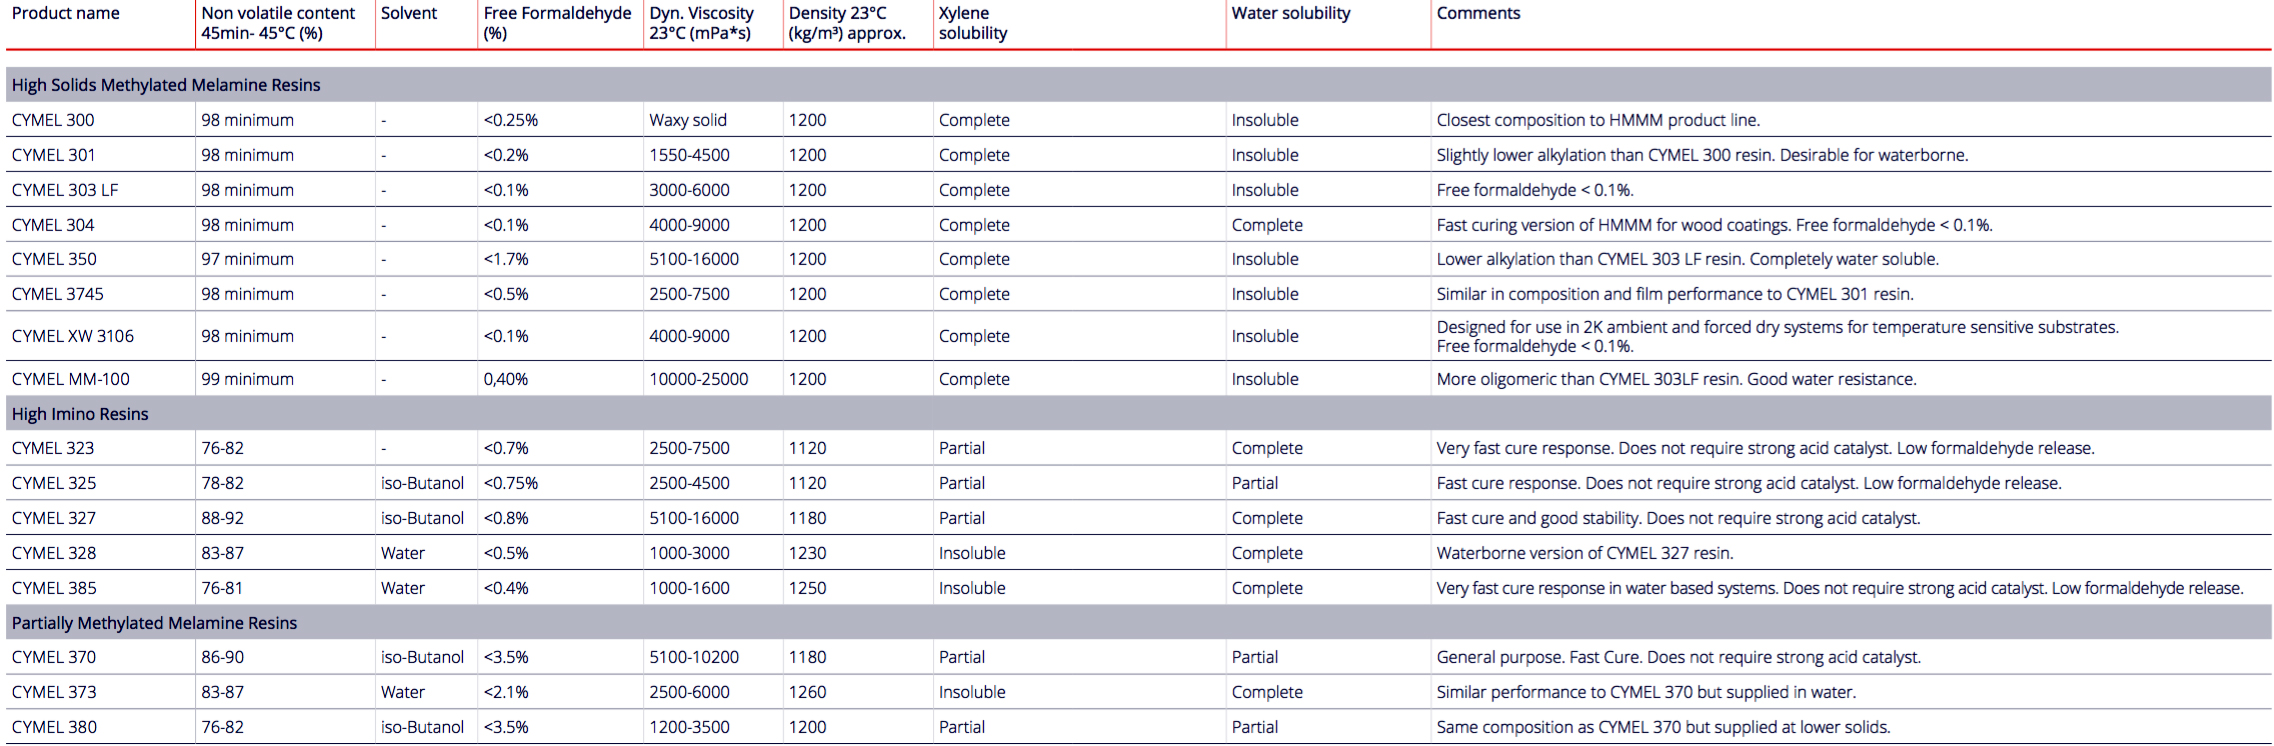 Product name | Non volatile content 45min- 45°C (%) | Solvent | Free Formaldehyde (%) | Dyn. Viscosity 23°C (mPa*s) | Density 23°C (kg/m³) approx. | Xylene solubility | Water solubility | Comments
High Solids Methylated Melamine Resins
CYMEL 300 | 98 minimum | - | <0.25% | Waxy solid | 1200 | Complete | Insoluble | Closest composition to HMMM product line.
CYMEL 301 | 98 minimum | - | <0.2% | 1550-4500 | 1200 | Complete | Insoluble | Slightly lower alkylation than CYMEL 300 resin. Desirable for waterborne.
CYMEL 303 LF | 98 minimum | - | <0.1% | 3000-6000 | 1200 | Complete | Insoluble | Free formaldehyde < 0.1%.
CYMEL 304 | 98 minimum | - | <0.1% | 4000-9000 | 1200 | Complete | Complete | Fast curing version of HMMM for wood coatings. Free formaldehyde < 0.1%.
CYMEL 350 | 97 minimum | - | <1.7% | 5100-16000 | 1200 | Complete | Insoluble | Lower alkylation than CYMEL 303 LF resin. Completely water soluble.
CYMEL 3745 | 98 minimum | - | <0.5% | 2500-7500 | 1200 | Complete | Insoluble | Similar in composition and film performance to CYMEL 301 resin.
CYMEL XW 3106 | 98 minimum | - | <0.1% | 4000-9000 | 1200 | Complete | Insoluble | Designed for use in 2K ambient and forced dry systems for temperature sensitive substrates.
Free formaldehyde < 0.1%.
CYMEL MM-100 | 99 minimum | - | 0,40% | 10000-25000 | 1200 | Complete | Insoluble | More oligomeric than CYMEL 303LF resin. Good water resistance.
High Imino Resins
CYMEL 323 | 76-82 | - | <0.7% | 2500-7500 | 1120 | Partial | Complete | Very fast cure response. Does not require strong acid catalyst. Low formaldehyde release.
CYMEL 325 | 78-82 | iso-Butanol | <0.75% | 2500-4500 | 1120 | Partial | Partial | Fast cure response. Does not require strong acid catalyst. Low formaldehyde release.
CYMEL 327 | 88-92 | iso-Butanol | <0.8% | 5100-16000 | 1180 | Partial | Complete | Fast cure and good stability. Does not require strong acid catalyst.
CYMEL 328 | 83-87 | Water | <0.5% | 1000-3000 | 1230 | Insoluble | Complete | Waterborne version of CYMEL 327 resin.
CYMEL 385 | 76-81 | Water | <0.4% | 1000-1600 | 1250 | Insoluble | Complete | Very fast cure response in water based systems. Does not require strong acid catalyst. Low formaldehyde release.
Partially Methylated Melamine Resins
CYMEL 370 | 86-90 | iso-Butanol | <3.5% | 5100-10200 | 1180 | Partial | Partial | General purpose. Fast Cure. Does not require strong acid catalyst.
CYMEL 373 | 83-87 | Water | <2.1% | 2500-6000 | 1260 | Insoluble | Complete | Similar performance to CYMEL 370 but supplied in water.
CYMEL 380 | 76-82 | iso-Butanol | <3.5% | 1200-3500 | 1200 | Partial | Partial | Same composition as CYMEL 370 but supplied at lower solids.